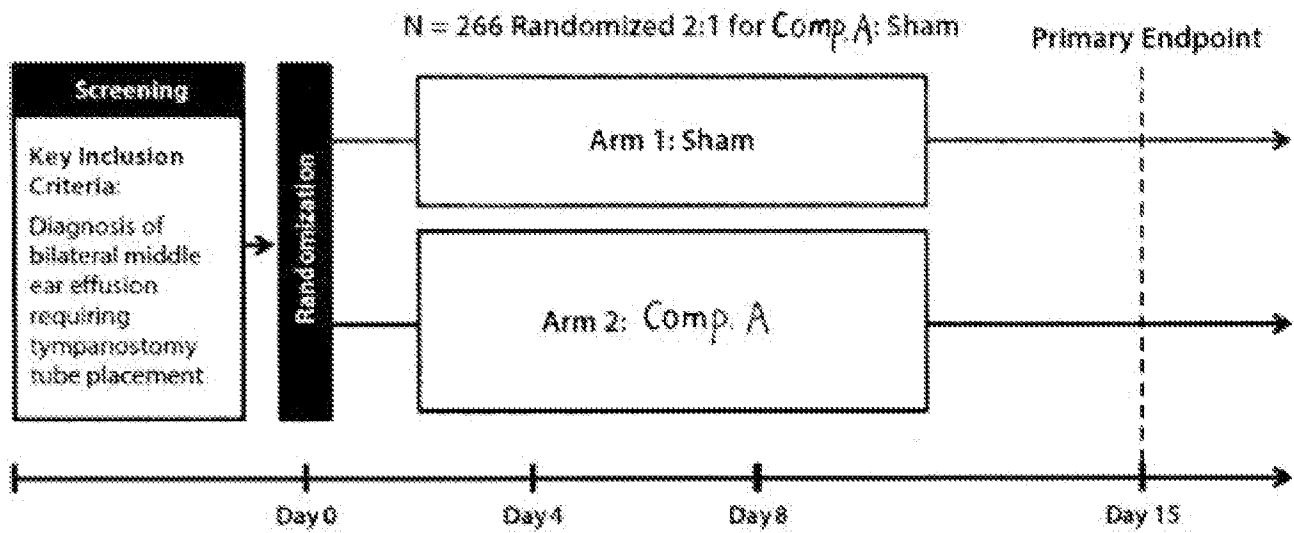 N = 266 Randomized 2:1 for Comp. A: Sham
Primary Endpoint
Screening
Key Inclusion
Criteria:
Diagnosis of
bilateral middle
ear effusion
requiring
tympanostomy
tube placement
Randomization
Arm 1: Sham
Arm 2: Comp. A
Day 0
Day 4
Day 8
Day 15